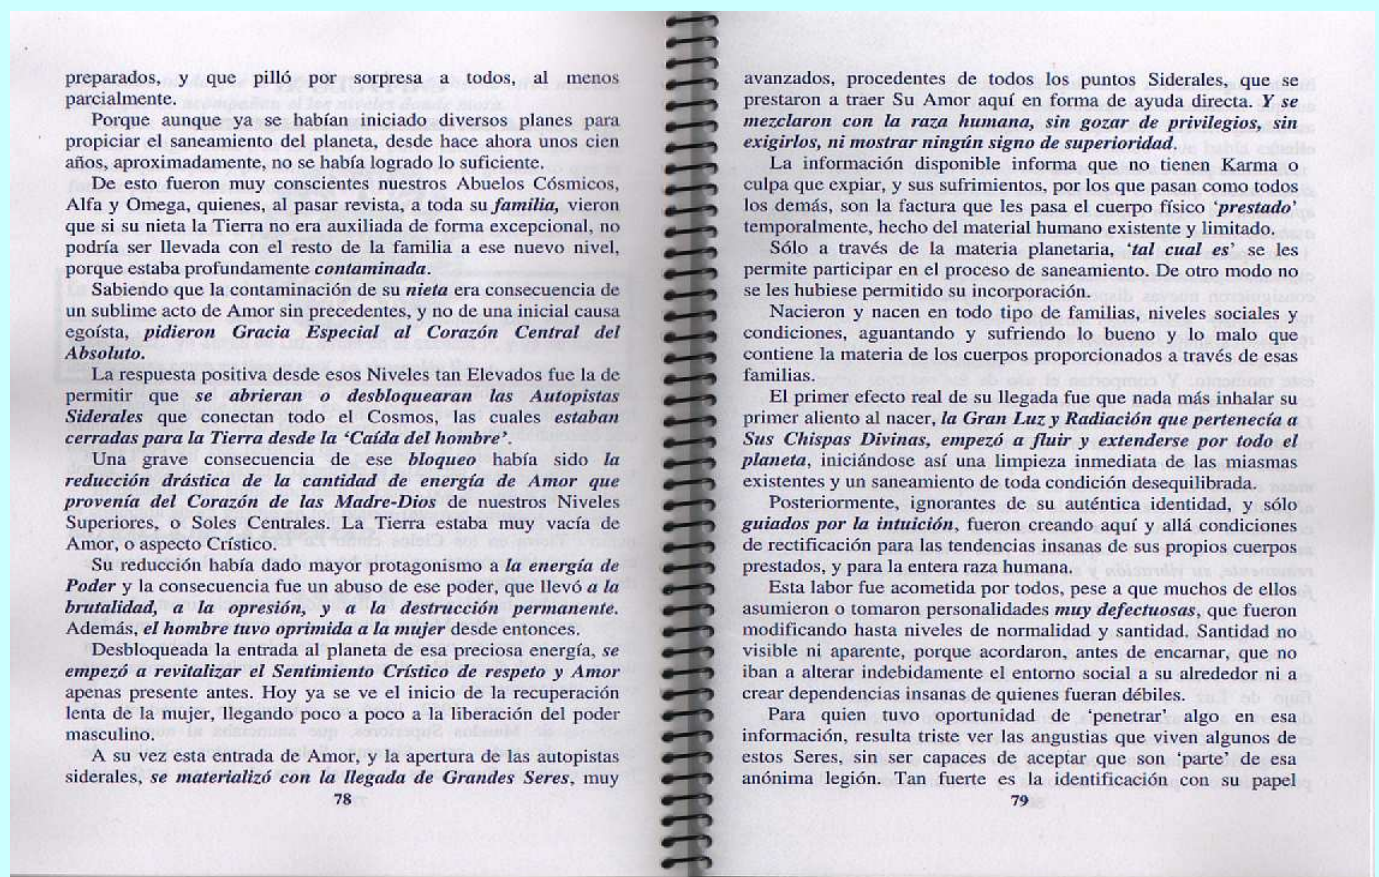 preparados, y que pilló por sorpresa a todos, al menos
parcialmente.
Porque aunque ya se habían iniciado diversos planes para
propiciar el saneamiento del planeta, desde hace ahora unos cien
años, aproximadamente, no se había logrado lo suficiente.
De esto fueron muy conscientes nuestros Abuelos Cósmicos,
Alfa y Omega, quienes, al pasar revista, a toda su familia, vieron
que si su nieta la Tierra no era auxiliada de forma excepcional, no
podría ser llevada con el resto de la familia a ese nuevo nivel,
porque estaba profundamente contaminada.
Sabiendo que la contaminación de su nieta era consecuencia de
un sublime acto de Amor sin precedentes, y no de una inicial causa
egoísta, pidieron Gracia Especial al Corazón Central del
Absoluto.
La respuesta positiva desde esos Niveles tan Elevados fue la de
permitir que se abrieran o desbloquearan las Autopistas
Siderales que conectan todo el Cosmos, las cuales estaban
cerradas para la Tierra desde la ‘Caída del hombre’.
Una grave consecuencia de ese bloqueo había sido la
reducción drástica de la cantidad de energía de Amor que
provenía del Corazón de las Madre-Dios de nuestros Niveles
Superiores, o Soles Centrales. La Tierra estaba muy vacía de
Amor, o aspecto Crístico.
Su reducción había dado mayor protagonismo a la energía de
Poder y la consecuencia fue un abuso de ese poder, que llevó a la
brutalidad, a la opresión, y a la destrucción permanente.
Además, el hombre tuvo oprimida a la mujer desde entonces.
Desbloqueada la entrada al planeta de esa preciosa energía, se
empezó a revitalizar el Sentimiento Crístico de respeto y Amor
apenas presente antes. Hoy ya se ve el inicio de la recuperación
lenta de la mujer, llegando poco a poco a la liberación del poder
masculino.
A su vez esta entrada de Amor, y la apertura de las autopistas
siderales, se materializó con la llegada de Grandes Seres, muy
78
avanzados, procedentes de todos los puntos Siderales, que se
prestaron a traer Su Amor aquí en forma de ayuda directa. Y se
mezclaron con la raza humana, sin gozar de privilegios, sin
exigirlos, ni mostrar ningún signo de superioridad.
La información disponible informa que no tienen Karma o
culpa que expiar, y sus sufrimientos, por los que pasan como todos
los demás, son la factura que les pasa el cuerpo físico ‘prestado’
temporalmente, hecho del material humano existente y limitado.
Sólo a través de la materia planetaria, ‘tal cual es’ se les
permite participar en el proceso de saneamiento. De otro modo no
se les hubiese permitido su incorporación.
Nacieron y nacen en todo tipo de familias, niveles sociales y
condiciones, aguantando y sufriendo lo bueno y lo malo que
contiene la materia de los cuerpos proporcionados a través de esas
familias.
El primer efecto real de su llegada fue que nada más inhalar su
primer aliento al nacer, la Gran Luz y Radiación que pertenecía a
Sus Chispas Divinas, empezó a fluir y extenderse por todo el
planeta, iniciándose así una limpieza inmediata de las miasmas
existentes y un saneamiento de toda condición desequilibrada.
Posteriormente, ignorantes de su auténtica identidad, y sólo
guiados por la intuición, fueron creando aquí y allá condiciones
de rectificación para las tendencias insanas de sus propios cuerpos
prestados, y para la entera raza humana.
Esta labor fue acometida por todos, pese a que muchos de ellos
asumieron o tomaron personalidades muy defectuosas, que fueron
modificando hasta niveles de normalidad y santidad. Santidad no
visible ni aparente, porque acordaron, antes de encarnar, que no
iban a alterar indebidamente el entorno social a su alrededor ni a
crear dependencias insanas de quienes fueran débiles.
Para quien tuvo oportunidad de ‘penetrar’ algo en esa
información, resulta triste ver las angustias que viven algunos de
estos Seres, sin ser capaces de aceptar que son ‘parte’ de esa
anónima legión. Tan fuerte es la identificación con su papel
79